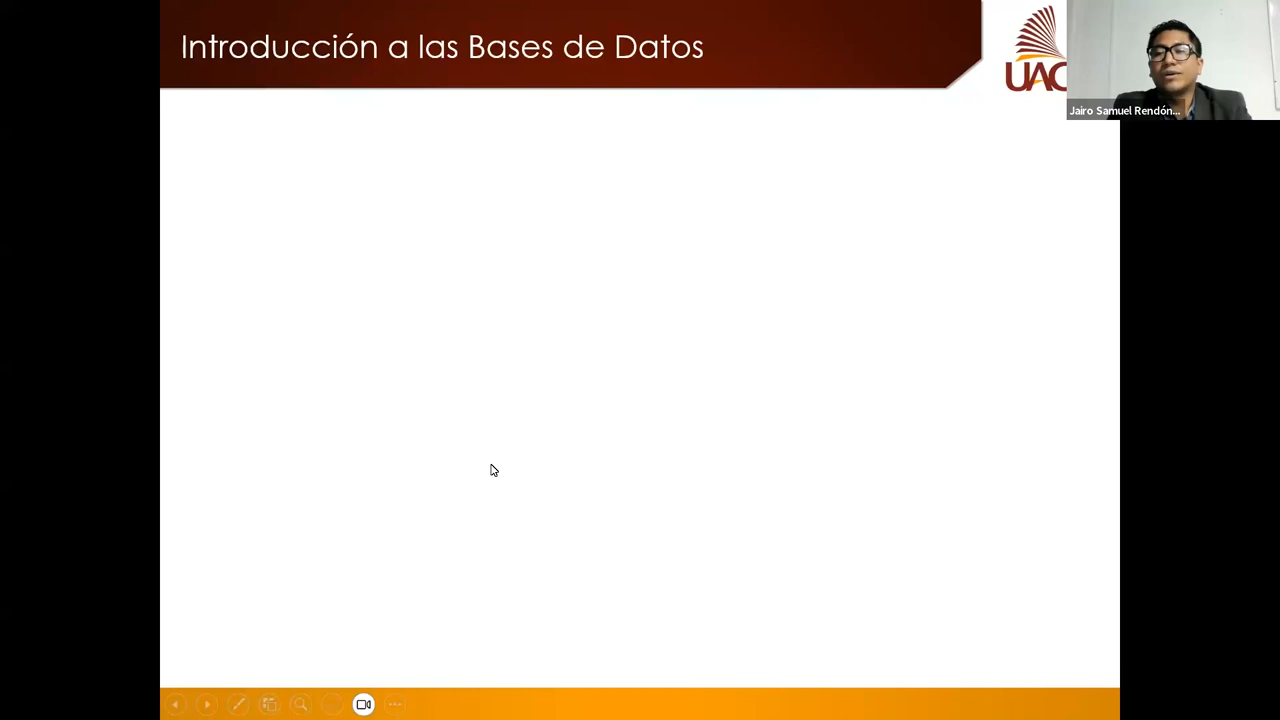 Introducción a las Bases de Datos
UAC
Jairo Samuel Rendón...